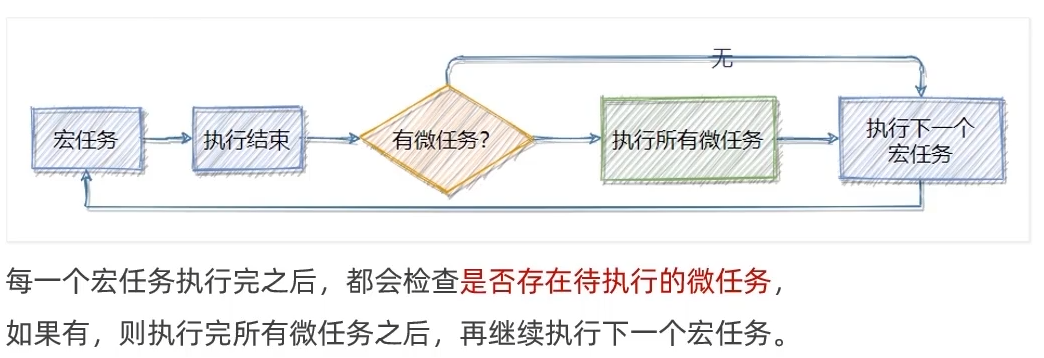 无
宏任务
执行结束
有微任务？
执行所有微任务
执行下一个
宏任务
每一个宏任务执行完之后，都会检查是否存在待执行的微任务，
如果有，则执行完所有微任务之后，再继续执行下一个宏任务。